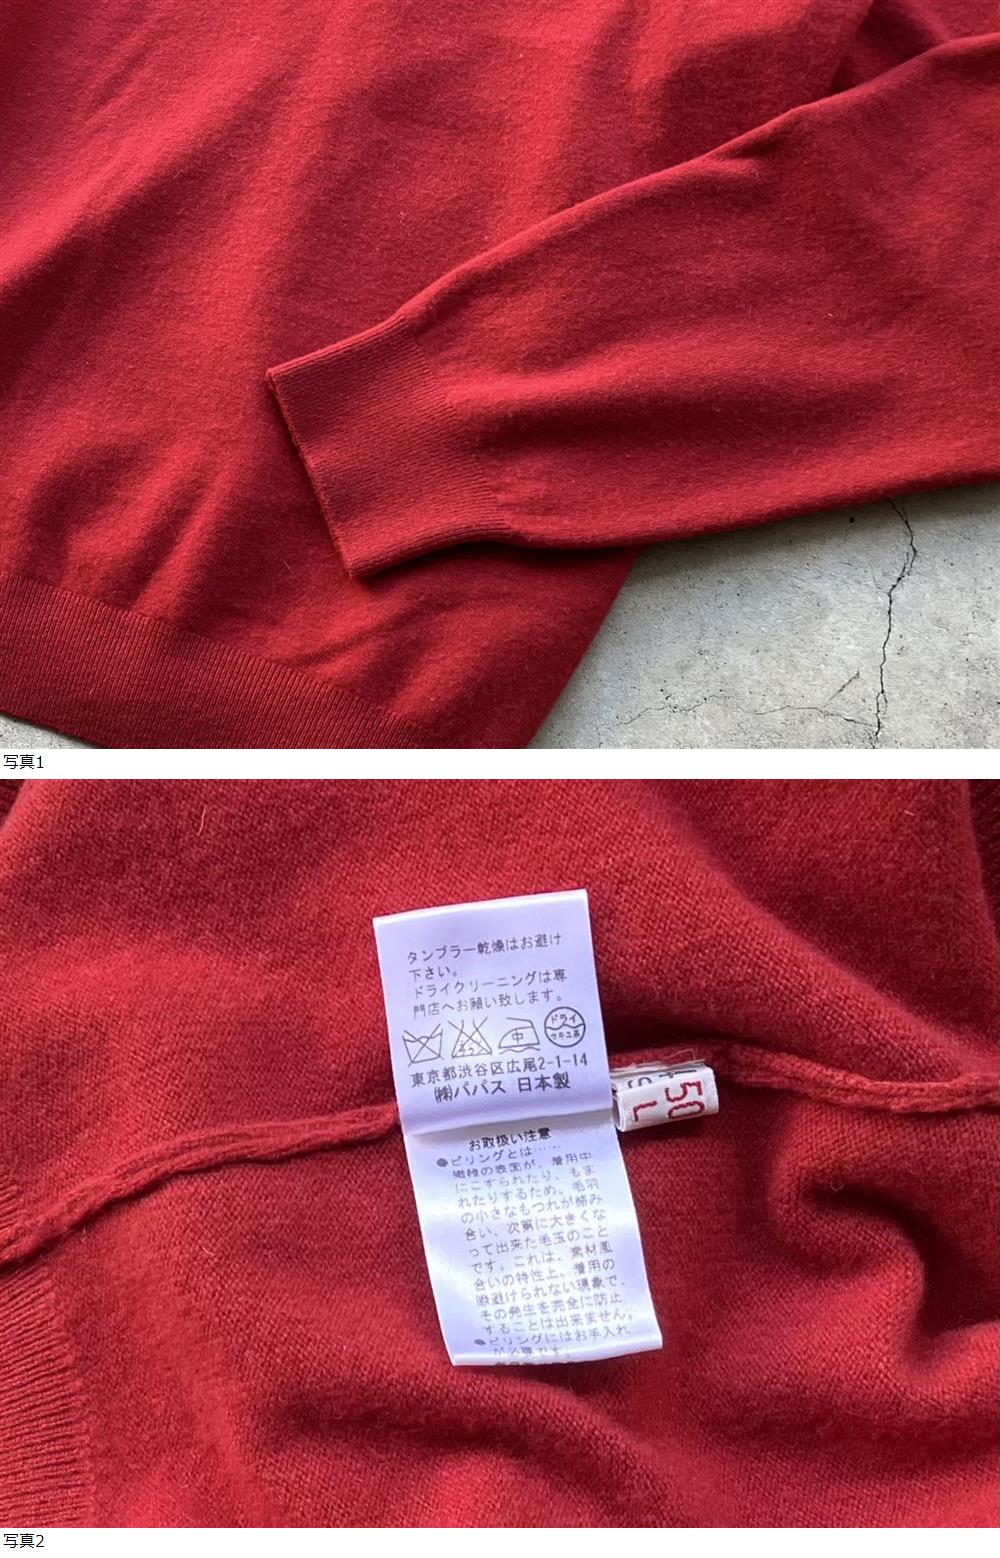 写真1
タンブラー乾燥はお避け
下さい。
ドライクリーニングは専
門店へお願い致します。
中
ドライ
セキユ系
東京都渋谷区広尾2-1-14
㈱パパス 日本製
50
L
お取扱い注意
●ピリングとは……
繊維の表面が、着用中
にこすられたり、もま
れたりするため、毛羽
の小さなもつれが絡み
合い、次第に大きくな
って出来た毛玉のこと
です。これは、素材風
合いの特性上、着用の
際避けられない現象で、
その発生を完全に防止
することは出来ません。
●ピリングにはお手入れ
が必要です。
写真2